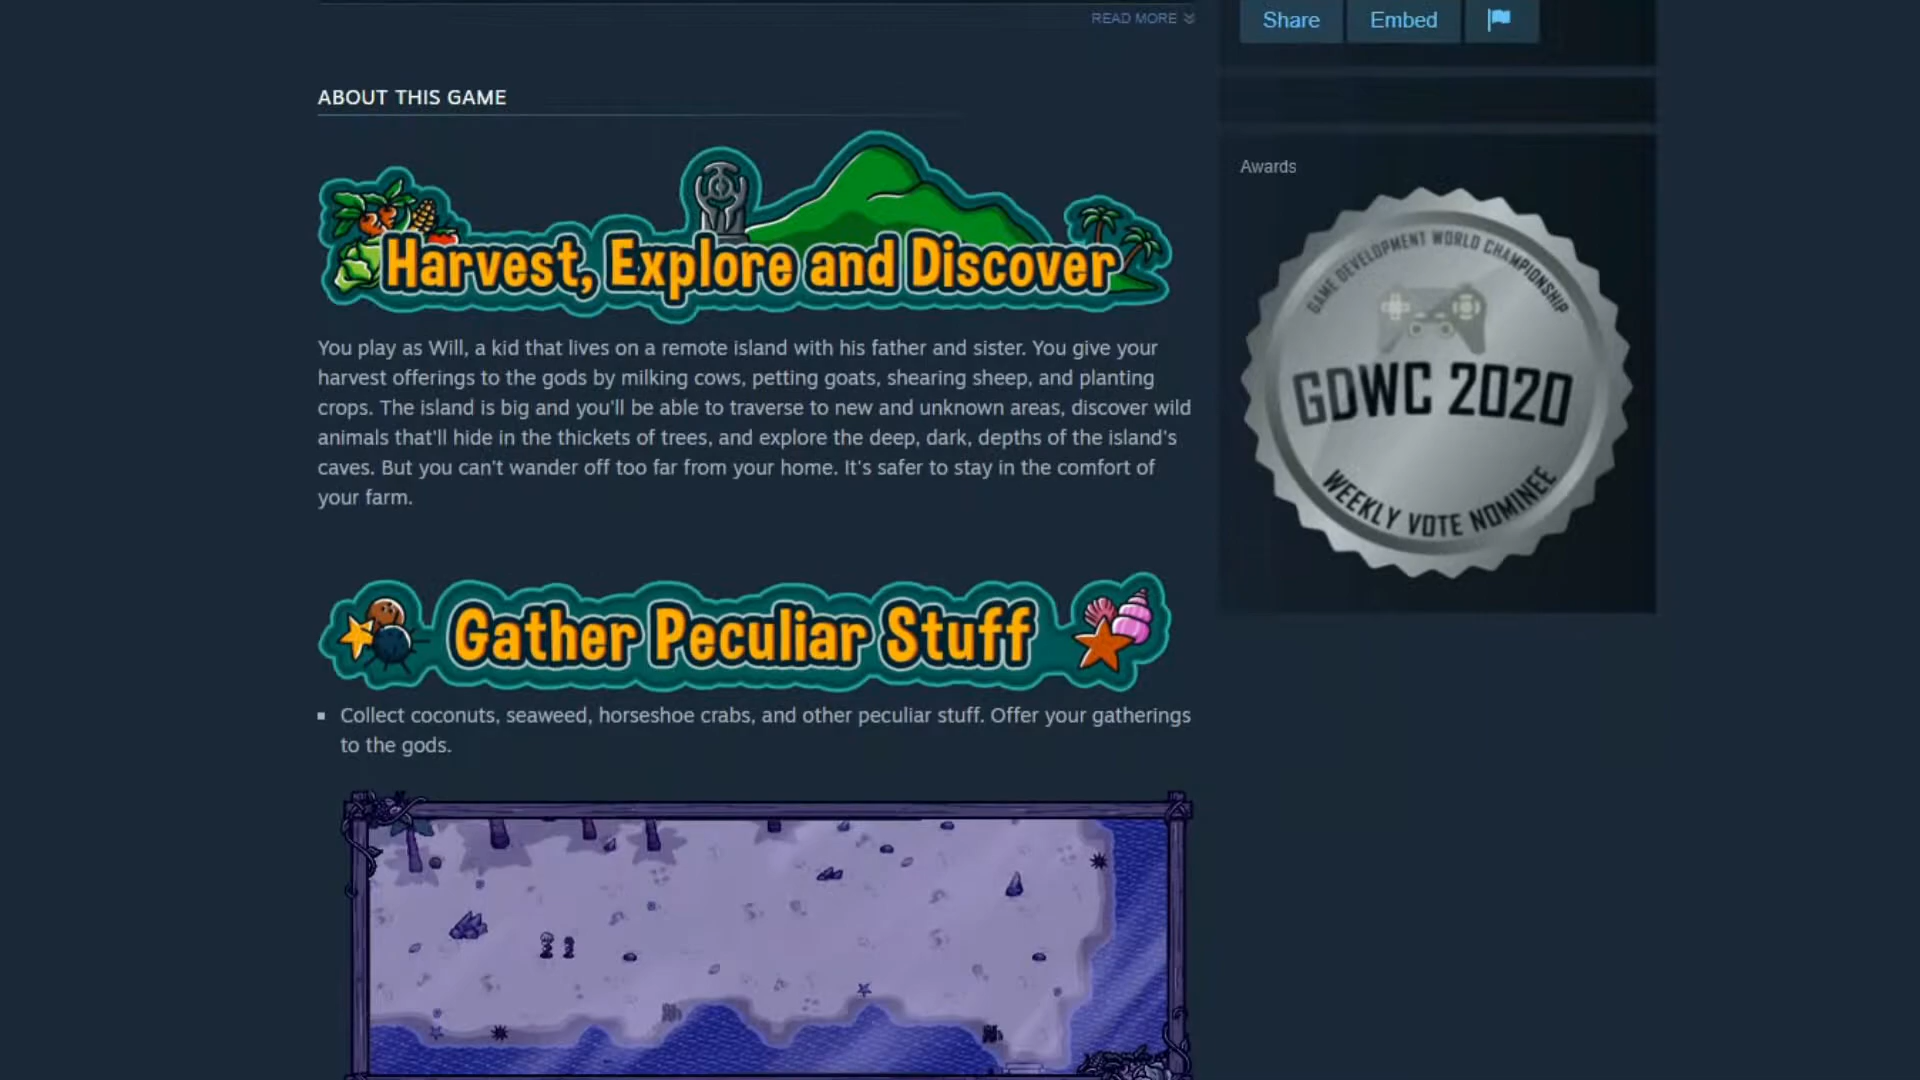 READ MORE
Share
Embed
ABOUT THIS GAME
Harvest, Explore and Discover
You play as Will, a kid that lives on a remote island with his father and sister. You give your
harvest offerings to the gods by milking cows, petting goats, shearing sheep, and planting
crops. The island is big and you'll be able to traverse to new and unknown areas, discover wild
animals that'll hide in the thickets of trees, and explore the deep, dark, depths of the island's
caves. But you can't wander off too far from your home. It's safer to stay in the comfort of
your farm.
Awards
GAME DEVELOPMENT WORLD CHAMPIONSHIP
GDWC 2020
WEEKLY VOTE NOMINEE
Gather Peculiar Stuff
Collect coconuts, seaweed, horseshoe crabs, and other peculiar stuff. Offer your gatherings
to the gods.